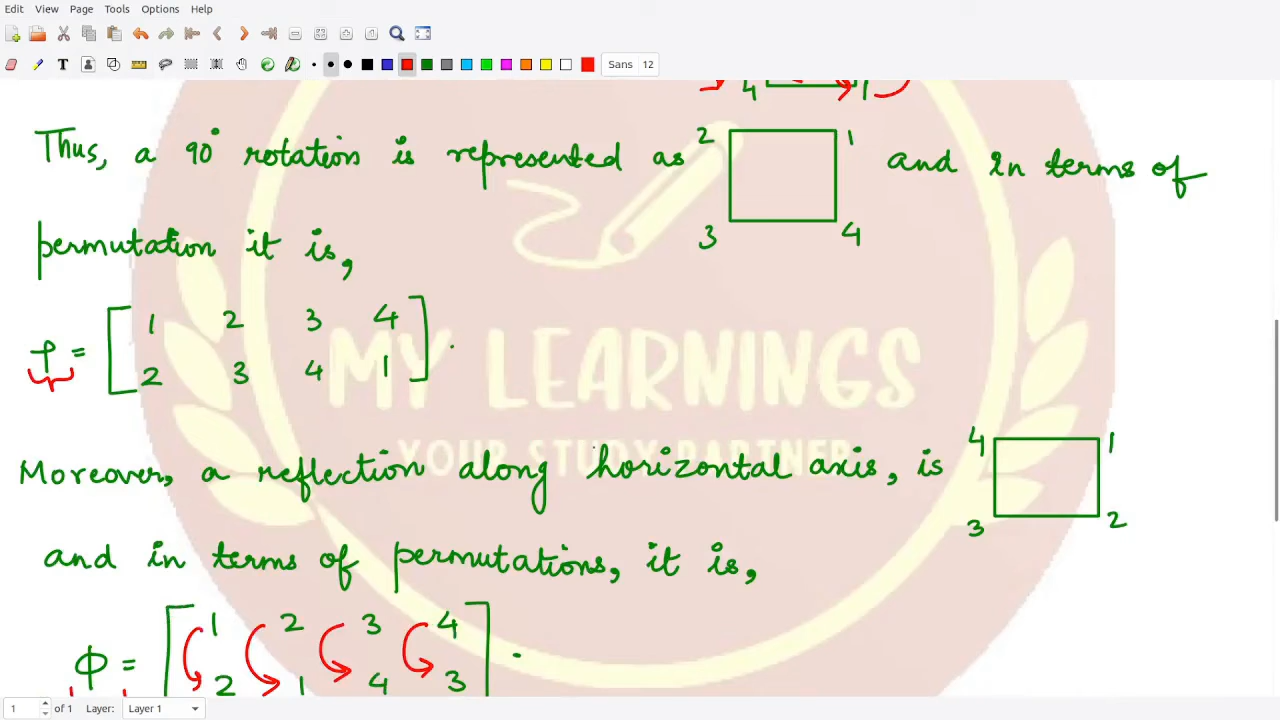 Edit View Page Tools Options Help
Sans 12
4 1
Thus, a 90° rotation is represented as 2 1 and in terms of
3 4
permutation it is,
MY LEARNINGS
YOUR STUDY PARTNER
ρ = [ 1 2 3 4
2 3 4 1 ] .
4 1
Moreover, a reflection along horizontal axis, is
3 2
and in terms of permutations, it is,
ϕ = [ 1 2 3 4
2 1 4 3 ] .
1 of 1 Layer: Layer 1